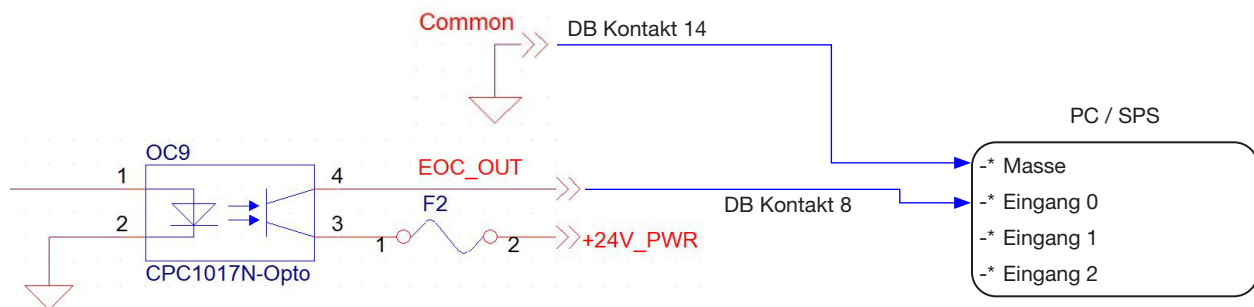 Common
DB Kontakt 14
PC / SPS
OC9
-* Masse
1
4
EOC_OUT
-* Eingang 0
F2
DB Kontakt 8
2
3
1
2
+24V_PWR
-* Eingang 1
CPC1017N-Opto
-* Eingang 2